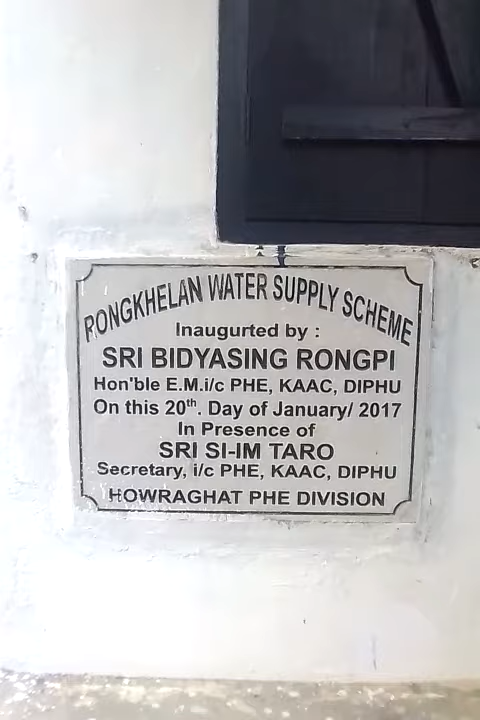 RONGKHELAN WATER SUPPLY SCHEME
Inaugurted by :
SRI BIDYASING RONGPI
Hon'ble E.M.i/c PHE, KAAC, DIPHU
On this 20th. Day of January/ 2017
In Presence of
SRI SI-IM TARO
Secretary, i/c PHE, KAAC, DIPHU
HOWRAGHAT PHE DIVISION